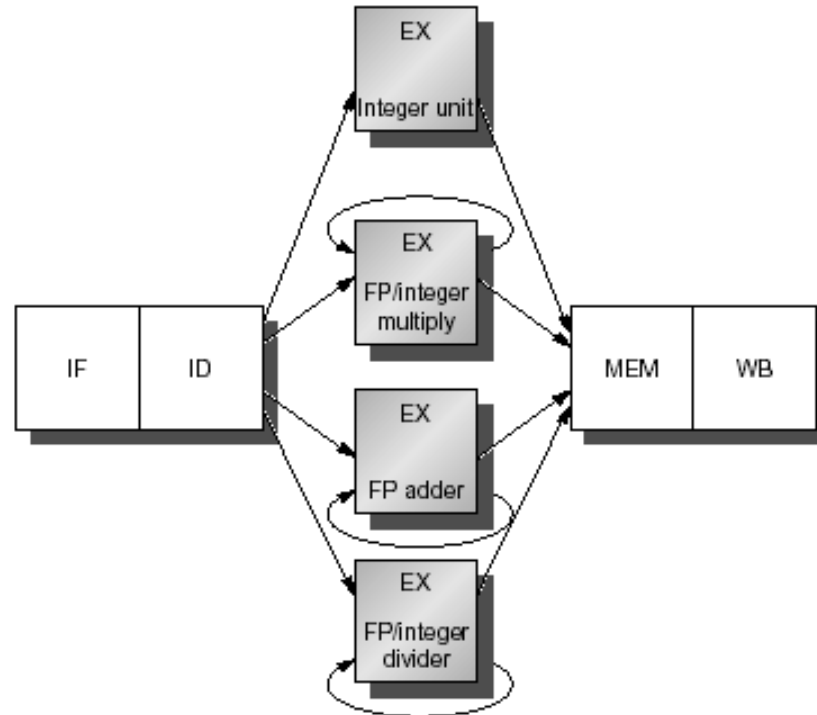 EX
Integer unit
EX
FP/integer
multiply
IF
ID
MEM
WB
EX
FP adder
EX
FP/integer
divider